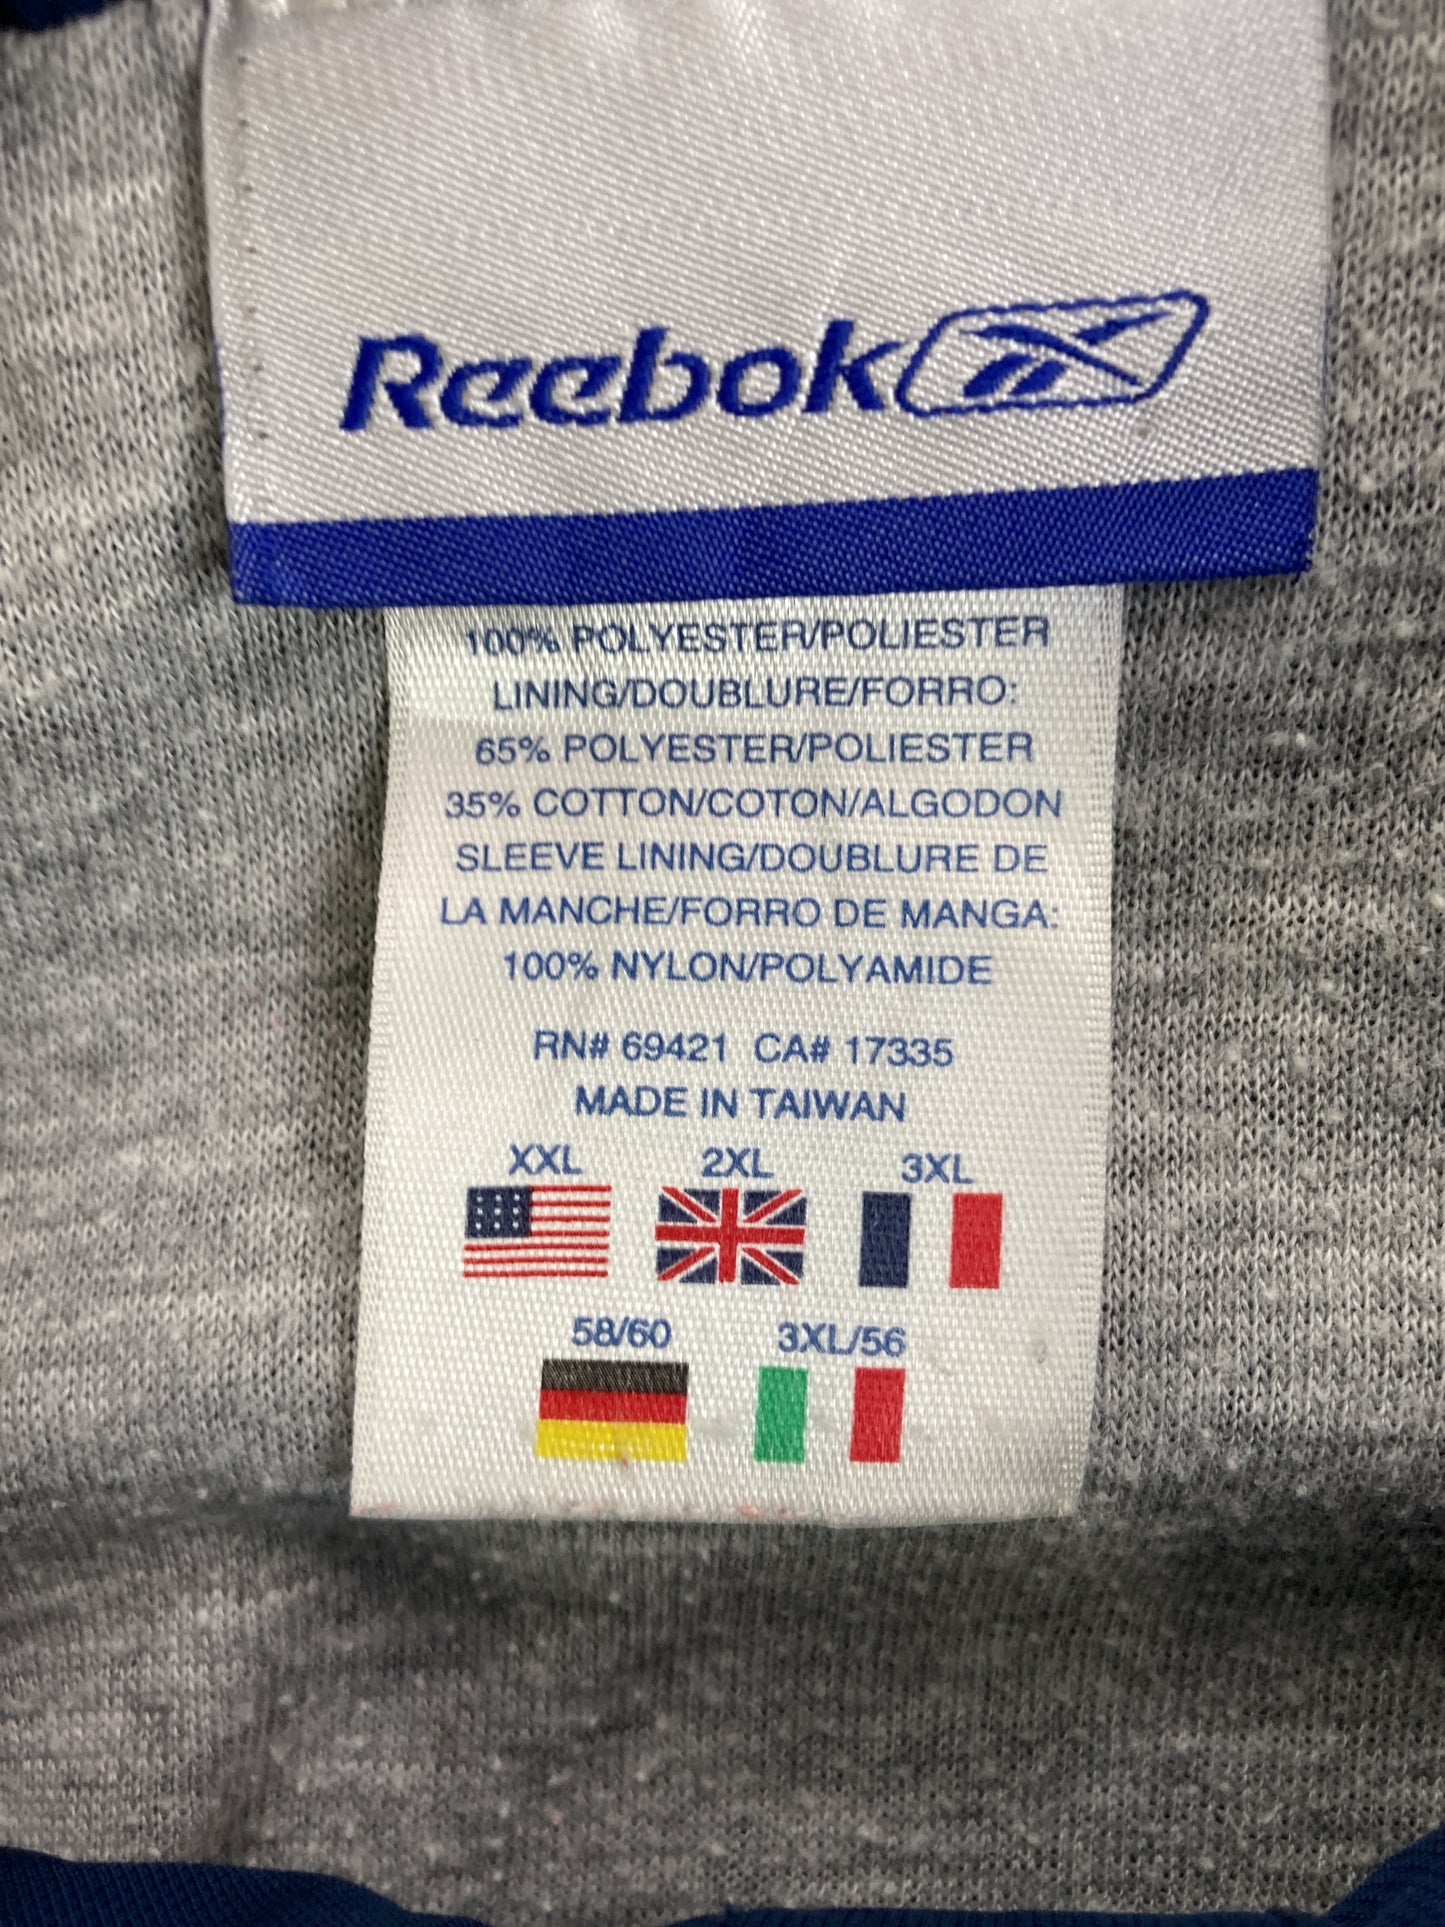 Reebok
100% POLYESTER/POLIESTER
LINING/DOUBLURE/FORRO:
65% POLYESTER/POLIESTER
35% COTTON/COTON/ALGODON
SLEEVE LINING/DOUBLURE DE
LA MANCHE/FORRO DE MANGA:
100% NYLON/POLYAMIDE
RN# 69421 CA# 17335
MADE IN TAIWAN
XXL 2XL 3XL
58/60 3XL/56